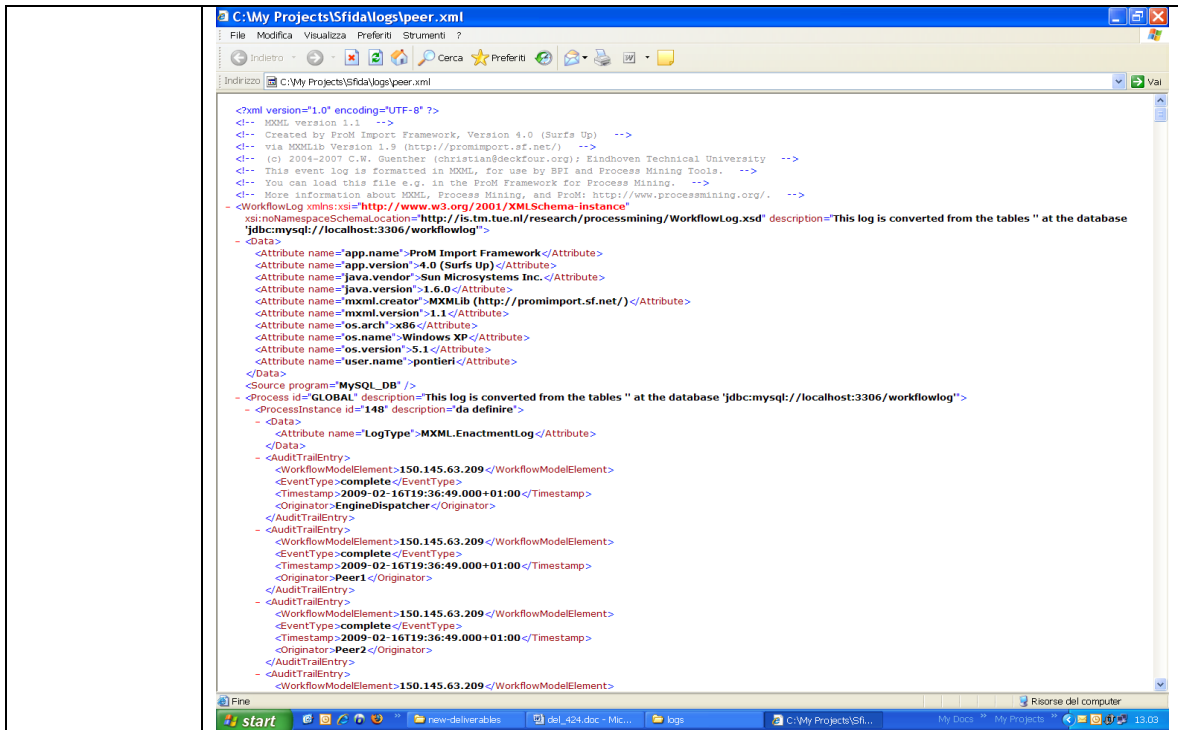 C:\My Projects\Sfida\logs\peer.xml
File Modifica Visualizza Preferiti Strumenti ?
Indietro Cerca Preferiti
Indirizzo C:\My Projects\Sfida\logs\peer.xml Vai
<?xml version="1.0" encoding="UTF-8" ?>
<!-- MXML version 1.1 -->
<!-- Created by ProM Import Framework, Version 4.0 (Surfs Up) -->
<!-- via MXMLib Version 1.9 (http://promimport.sf.net/) -->
<!-- (c) 2004-2007 C.W. Guenther (christian@deckfour.org); Eindhoven Technical University -->
<!-- This event log is formatted in MXML, for use by BPI and Process Mining Tools. -->
<!-- You can load this file e.g. in the ProM Framework for Process Mining. -->
<!-- More information about MXML, Process Mining, and ProM: http://www.processmining.org/. -->
- <WorkflowLog xmlns:xsi="http://www.w3.org/2001/XMLSchema-instance"
xsi:noNamespaceSchemaLocation="http://is.tm.tue.nl/research/processmining/WorkflowLog.xsd" description="This log is converted from the tables '' at the database
'jdbc:mysql://localhost:3306/workflowlog'">
- <Data>
<Attribute name="app.name">ProM Import Framework</Attribute>
<Attribute name="app.version">4.0 (Surfs Up)</Attribute>
<Attribute name="java.vendor">Sun Microsystems Inc.</Attribute>
<Attribute name="java.version">1.6.0</Attribute>
<Attribute name="mxml.creator">MXMLib (http://promimport.sf.net/)</Attribute>
<Attribute name="mxml.version">1.1</Attribute>
<Attribute name="os.arch">x86</Attribute>
<Attribute name="os.name">Windows XP</Attribute>
<Attribute name="os.version">5.1</Attribute>
<Attribute name="user.name">pontieri</Attribute>
</Data>
<Source program="MySQL_DB" />
- <Process id="GLOBAL" description="This log is converted from the tables '' at the database 'jdbc:mysql://localhost:3306/workflowlog'">
- <ProcessInstance id="148" description="da definire">
- <Data>
<Attribute name="LogType">MXML.EnactmentLog</Attribute>
</Data>
- <AuditTrailEntry>
<WorkflowModelElement>150.145.63.209</WorkflowModelElement>
<EventType>complete</EventType>
<Timestamp>2009-02-16T19:36:49.000+01:00</Timestamp>
<Originator>EngineDispatcher</Originator>
</AuditTrailEntry>
- <AuditTrailEntry>
<WorkflowModelElement>150.145.63.209</WorkflowModelElement>
<EventType>complete</EventType>
<Timestamp>2009-02-16T19:36:49.000+01:00</Timestamp>
<Originator>Peer1</Originator>
</AuditTrailEntry>
- <AuditTrailEntry>
<WorkflowModelElement>150.145.63.209</WorkflowModelElement>
<EventType>complete</EventType>
<Timestamp>2009-02-16T19:36:49.000+01:00</Timestamp>
<Originator>Peer2</Originator>
</AuditTrailEntry>
- <AuditTrailEntry>
<WorkflowModelElement>150.145.63.209</WorkflowModelElement>
Fine Risorse del computer
start new-deliverables del_424.doc - Mic... logs C:\My Projects\Sfi... My Docs » My Projects » 13.03